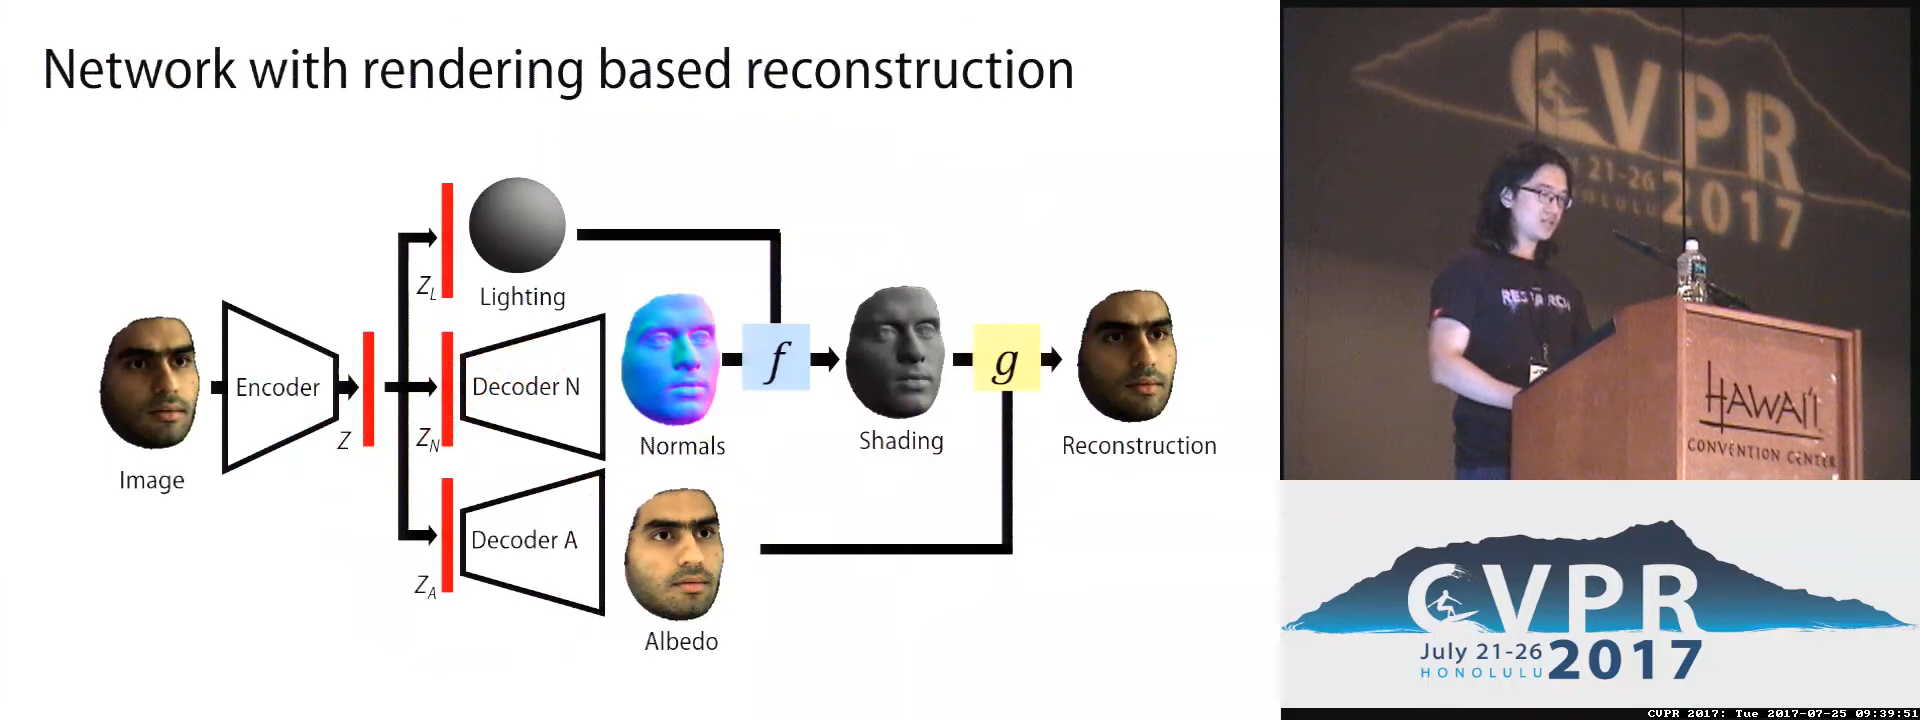 Network with rendering based reconstruction
Image
Encoder
Z
Z_L
Lighting
Z_N
Decoder N
Normals
f
Shading
g
Reconstruction
Z_A
Decoder A
Albedo
CVPR
21-26
2017
HAWAI'I
CONVENTION CENTER
CVPR
July 21-26
HONOLULU
2017
CVPR 2017: Tue 2017-07-25 09:39:51